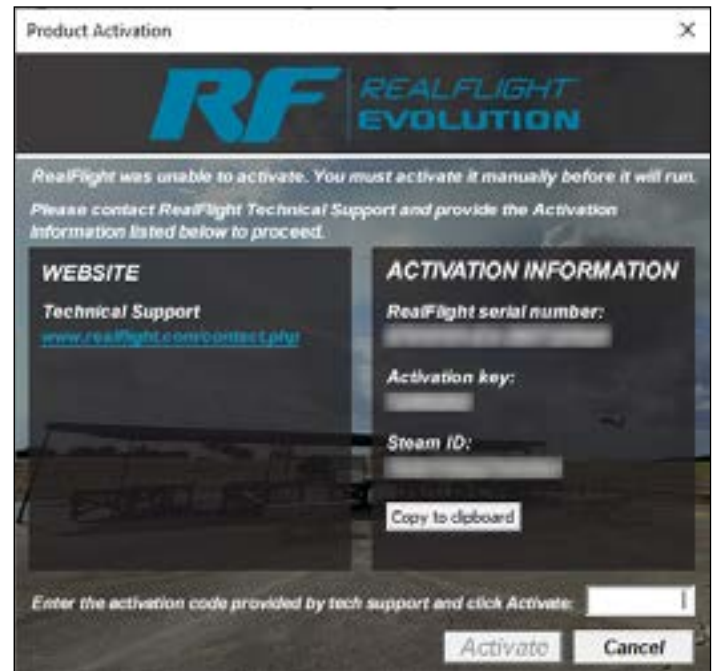 Product Activation
RF REALFLIGHT
EVOLUTION
RealFlight was unable to activate. You must activate it manually before it will run.
Please contact RealFlight Technical Support and provide the Activation
Information listed below to proceed.
WEBSITE
Technical Support
www.realflight.com/contact.php
ACTIVATION INFORMATION
RealFlight serial number:
Activation key:
Steam ID:
Copy to clipboard
Enter the activation code provided by tech support and click Activate:
Activate
Cancel